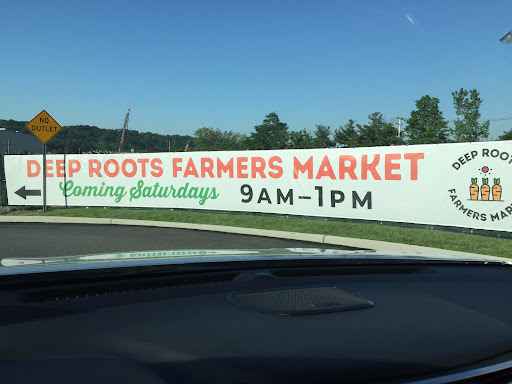 NO
OUTLET
DEEP ROOTS FARMERS MARKET
Coming Saturdays 9AM–1PM
DEEP ROOT
FARMERS MAR